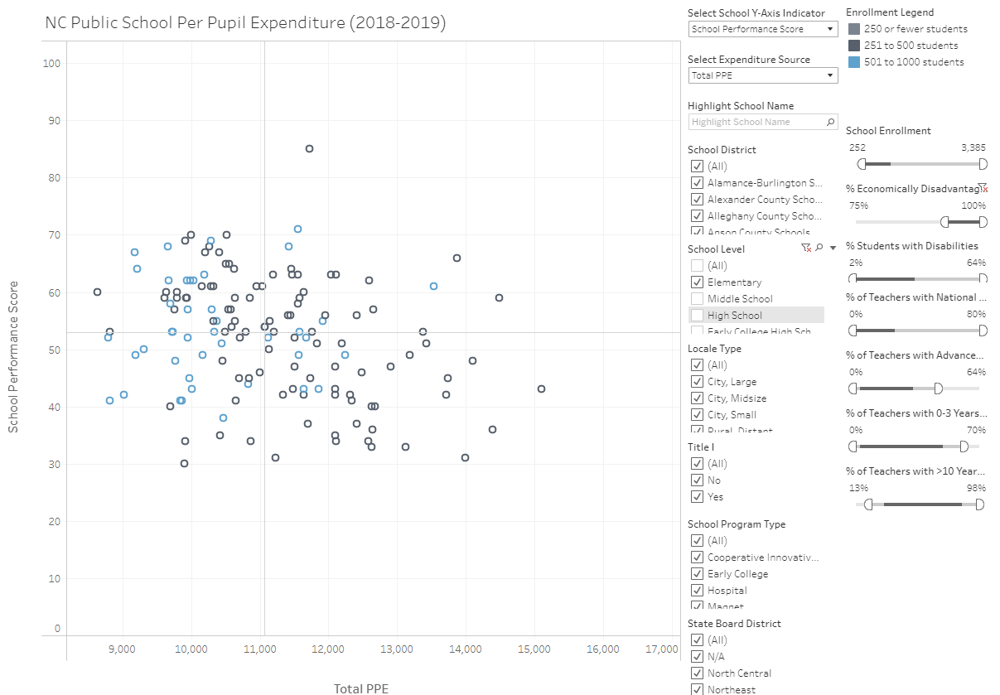 NC Public School Per Pupil Expenditure (2018-2019)
100
90
80
70
60
50
40
30
20
10
0
School Performance Score
9,000
10,000
11,000
12,000
13,000
14,000
15,000
16,000
17,000
Total PPE
Select School Y-Axis Indicator
School Performance Score
Select Expenditure Source
Total PPE
Highlight School Name
Highlight School Name
School District
(All)
Alamance-Burlington S...
Alexander County Scho...
Alleghany County Scho...
Anson County Schools
School Level
(All)
Elementary
Middle School
High School
Early College High Sch
Locale Type
(All)
City, Large
City, Midsize
City, Small
Rural, Distant
Title I
(All)
No
Yes
School Program Type
(All)
Cooperative Innovativ...
Early College
Hospital
Magnet
State Board District
(All)
N/A
North Central
Northeast
Enrollment Legend
250 or fewer students
251 to 500 students
501 to 1000 students
School Enrollment
252 3,385
% Economically Disadvantag
75% 100%
% Students with Disabilities
2% 64%
% of Teachers with National ...
0% 80%
% of Teachers with Advance...
0% 64%
% of Teachers with 0-3 Years...
0% 70%
% of Teachers with >10 Year...
13% 98%